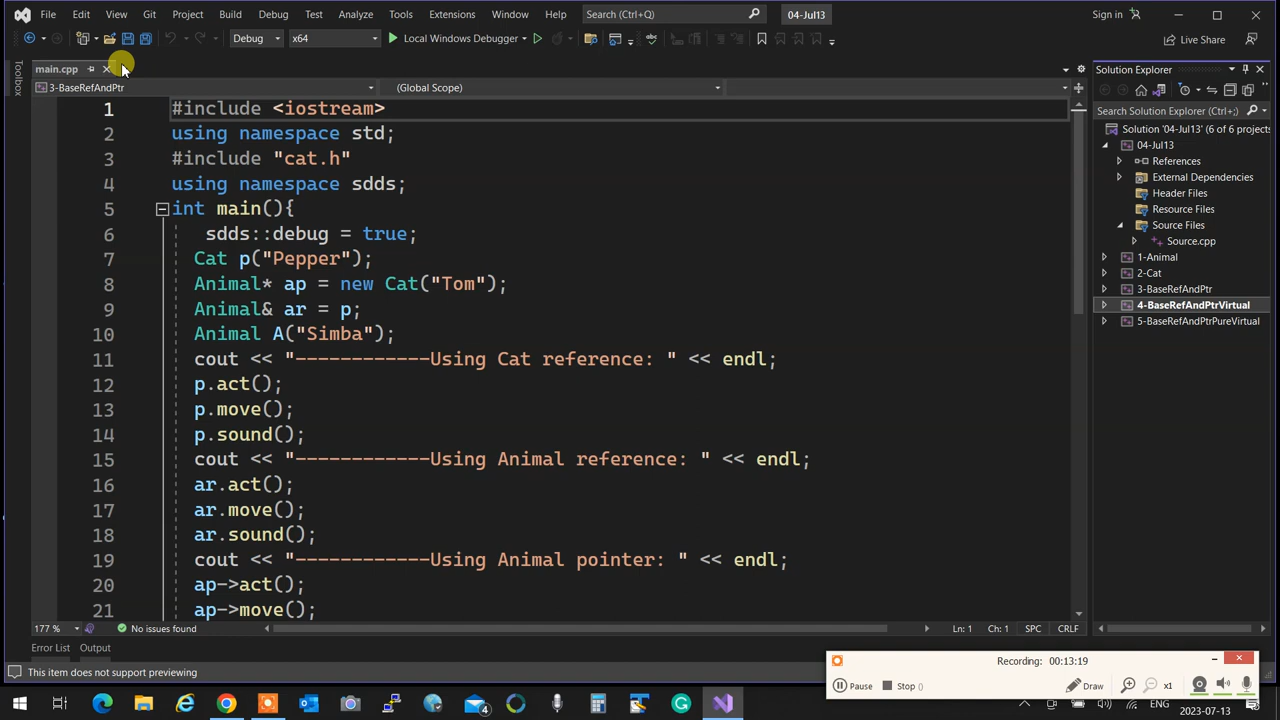 File Edit View Git Project Build Debug Test Analyze Tools Extensions Window Help Search (Ctrl+Q) 04-Jul13 Sign in
Debug x64 Local Windows Debugger Live Share
Toolbox
main.cpp
3-BaseRefAndPtr (Global Scope)
1 #include <iostream>
2 using namespace std;
3 #include "cat.h"
4 using namespace sdds;
5 int main(){
6 sdds::debug = true;
7 Cat p("Pepper");
8 Animal* ap = new Cat("Tom");
9 Animal& ar = p;
10 Animal A("Simba");
11 cout << "------------Using Cat reference: " << endl;
12 p.act();
13 p.move();
14 p.sound();
15 cout << "------------Using Animal reference: " << endl;
16 ar.act();
17 ar.move();
18 ar.sound();
19 cout << "------------Using Animal pointer: " << endl;
20 ap->act();
21 ap->move();
177 % No issues found Ln: 1 Ch: 1 SPC CRLF
Error List Output
This item does not support previewing
Solution Explorer
Search Solution Explorer (Ctrl+;)
Solution '04-Jul13' (6 of 6 projects
04-Jul13
References
External Dependencies
Header Files
Resource Files
Source Files
Source.cpp
1-Animal
2-Cat
3-BaseRefAndPtr
4-BaseRefAndPtrVirtual
5-BaseRefAndPtrPureVirtual
Recording: 00:13:19
Pause Stop () Draw x1
4
2023-07-13